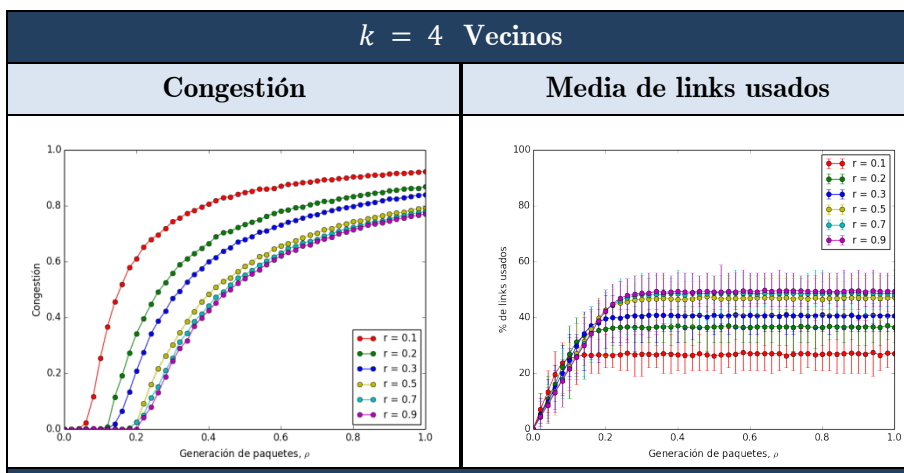 k = 4 Vecinos
Congestión
Media de links usados
1.0
0.8
0.6
0.4
0.2
0.0
Congestión
r = 0.1
r = 0.2
r = 0.3
r = 0.5
r = 0.7
r = 0.9
0.0 0.2 0.4 0.6 0.8 1.0
Generación de paquetes, ρ
100
80
60
40
20
0
% de links usados
r = 0.1
r = 0.2
r = 0.3
r = 0.5
r = 0.7
r = 0.9
0.0 0.2 0.4 0.6 0.8 1.0
Generación de paquetes, ρ